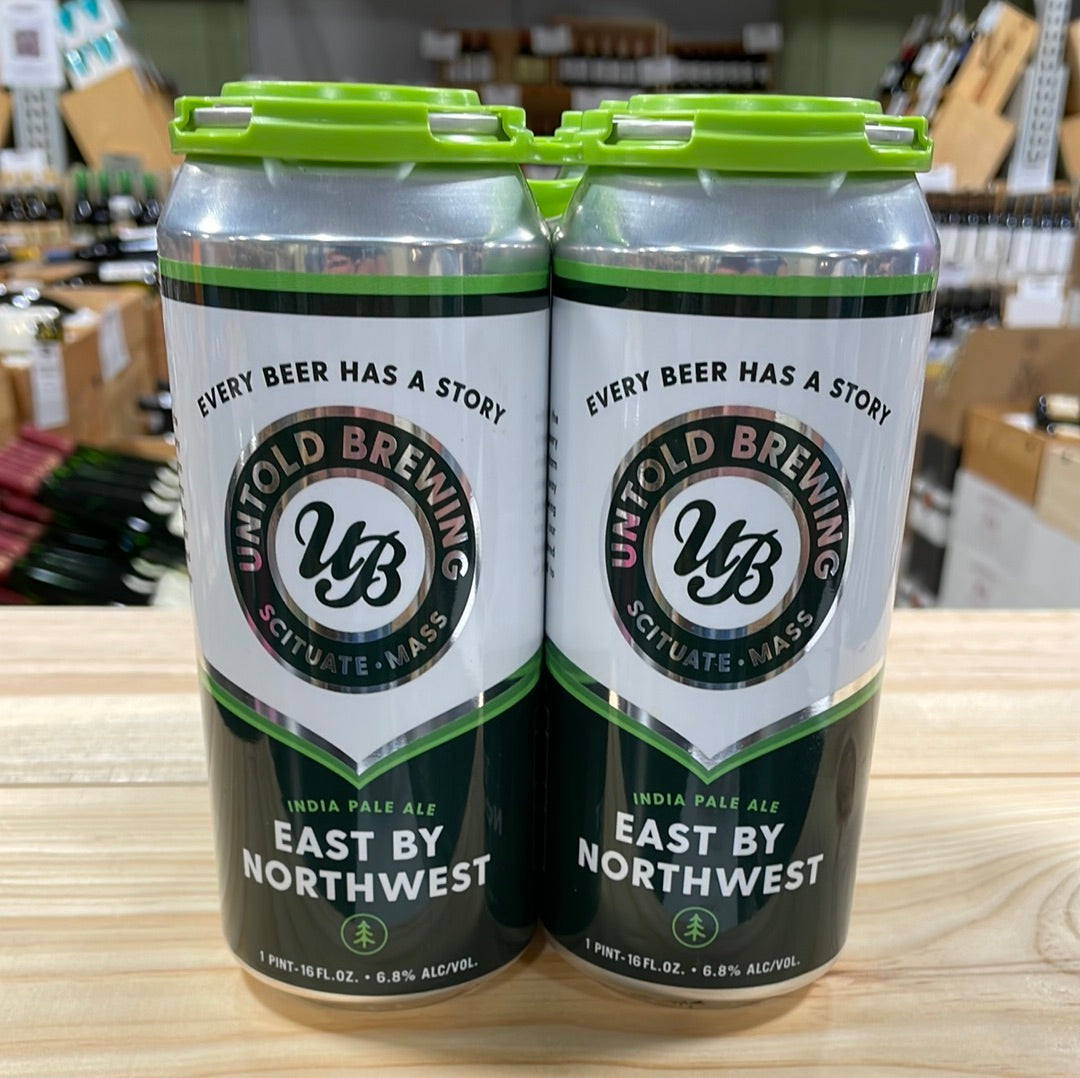 EVERY BEER HAS A STORY
UNTOLD BREWING
UB
SCITUATE • MASS
INDIA PALE ALE
EAST BY
NORTHWEST
1 PINT-16 FL.OZ. • 6.8% ALC/VOL.
EVERY BEER HAS A STORY
UNTOLD BREWING
UB
SCITUATE • MASS
INDIA PALE ALE
EAST BY
NORTHWEST
1 PINT-16 FL.OZ. • 6.8% ALC/VOL.